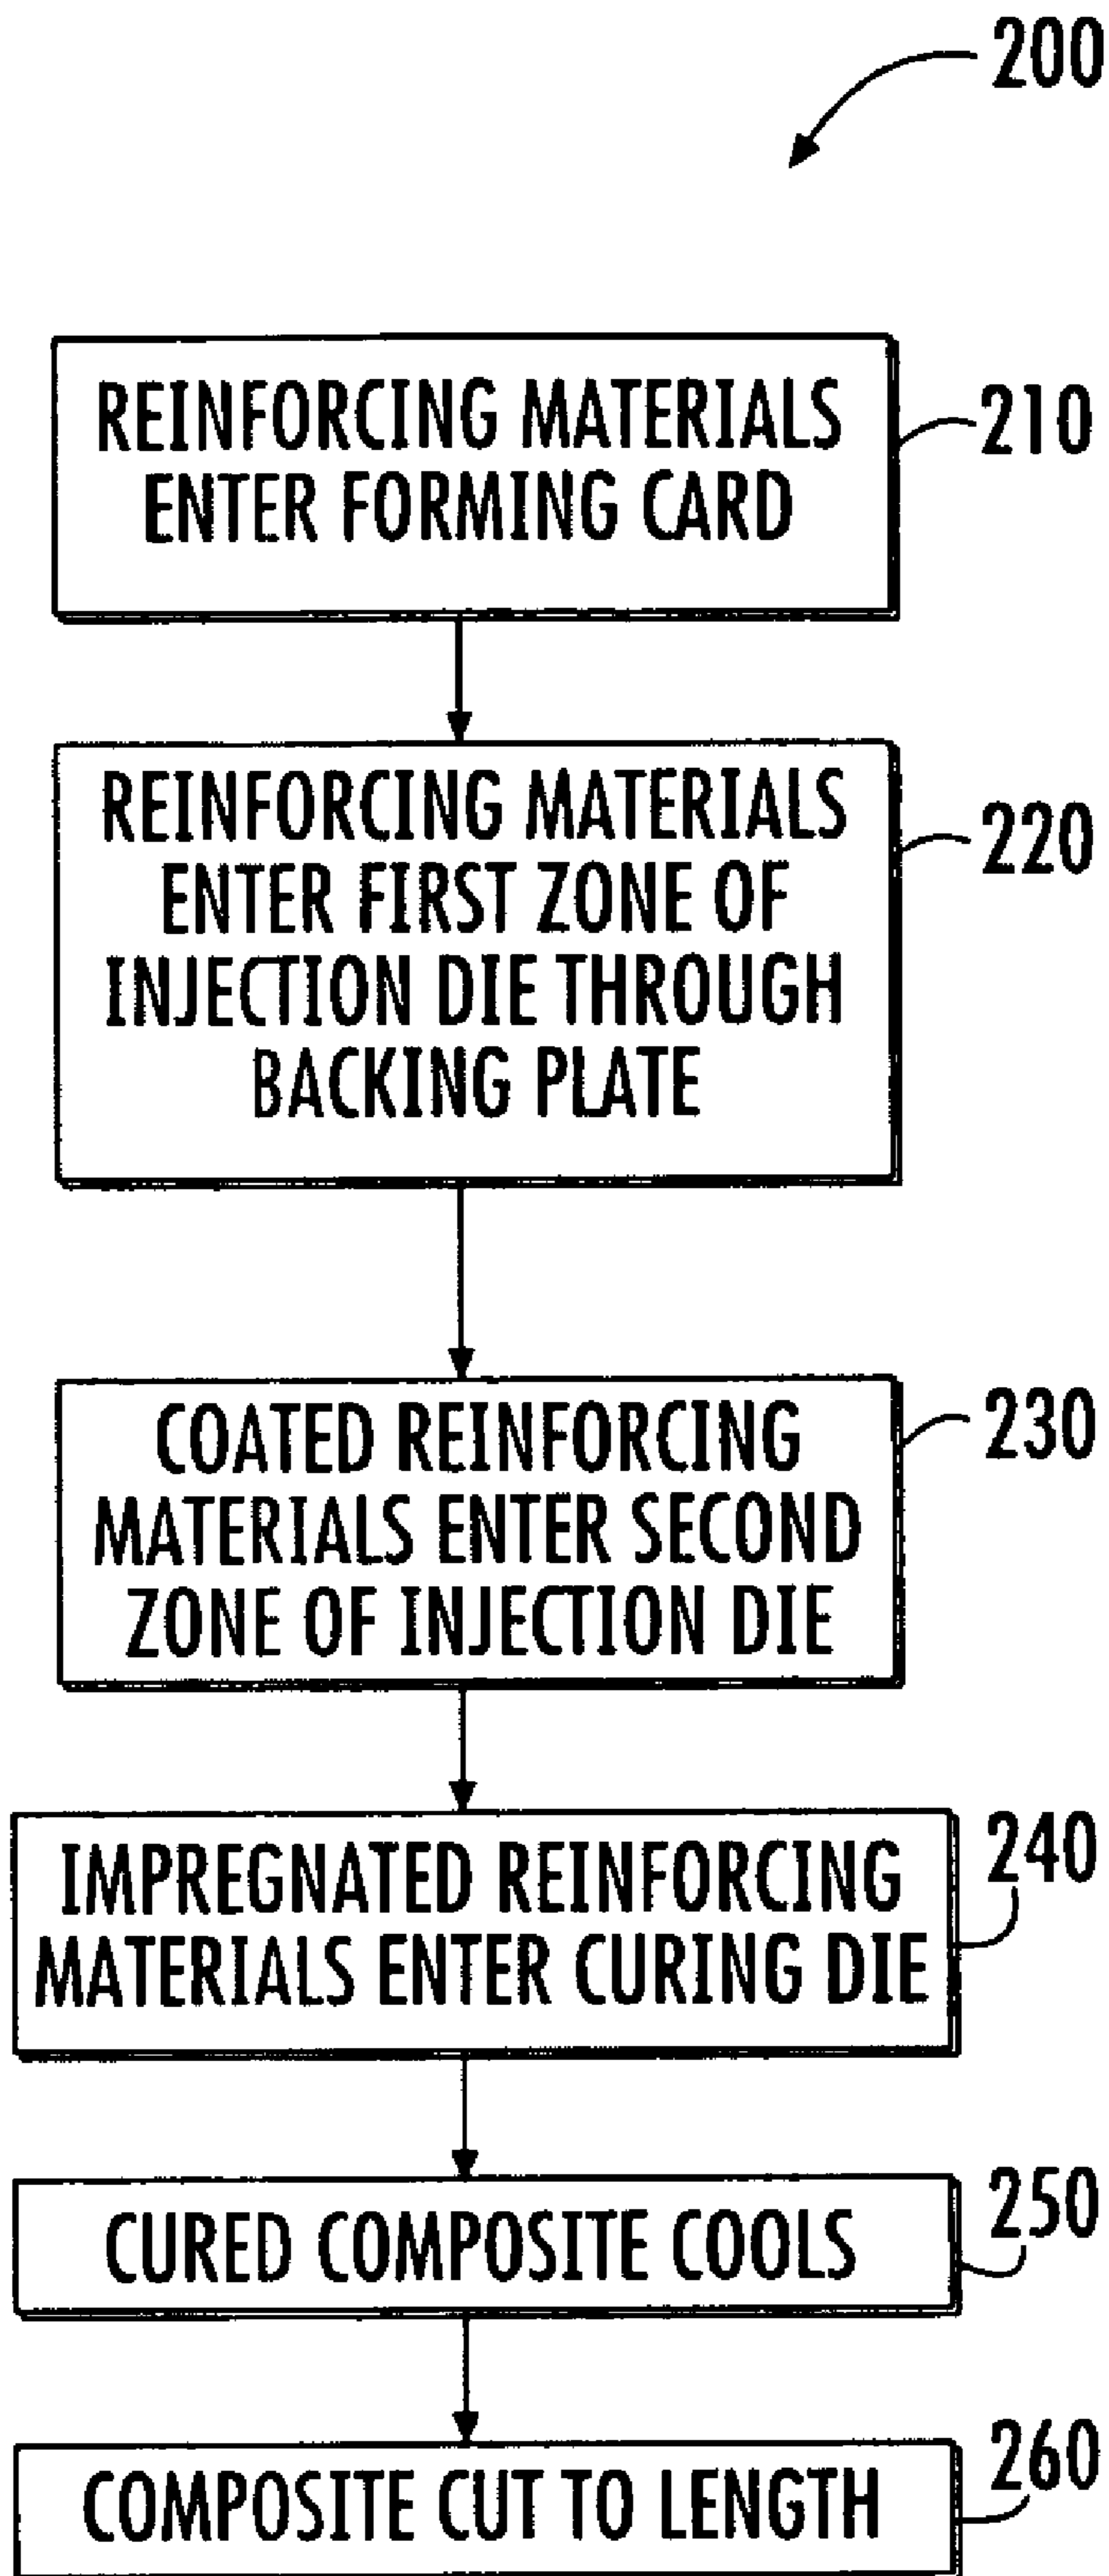 200
REINFORCING MATERIALS
ENTER FORMING CARD
210
REINFORCING MATERIALS
ENTER FIRST ZONE OF
INJECTION DIE THROUGH
BACKING PLATE
220
COATED REINFORCING
MATERIALS ENTER SECOND
ZONE OF INJECTION DIE
230
IMPREGNATED REINFORCING
MATERIALS ENTER CURING DIE
240
CURED COMPOSITE COOLS
250
COMPOSITE CUT TO LENGTH
260